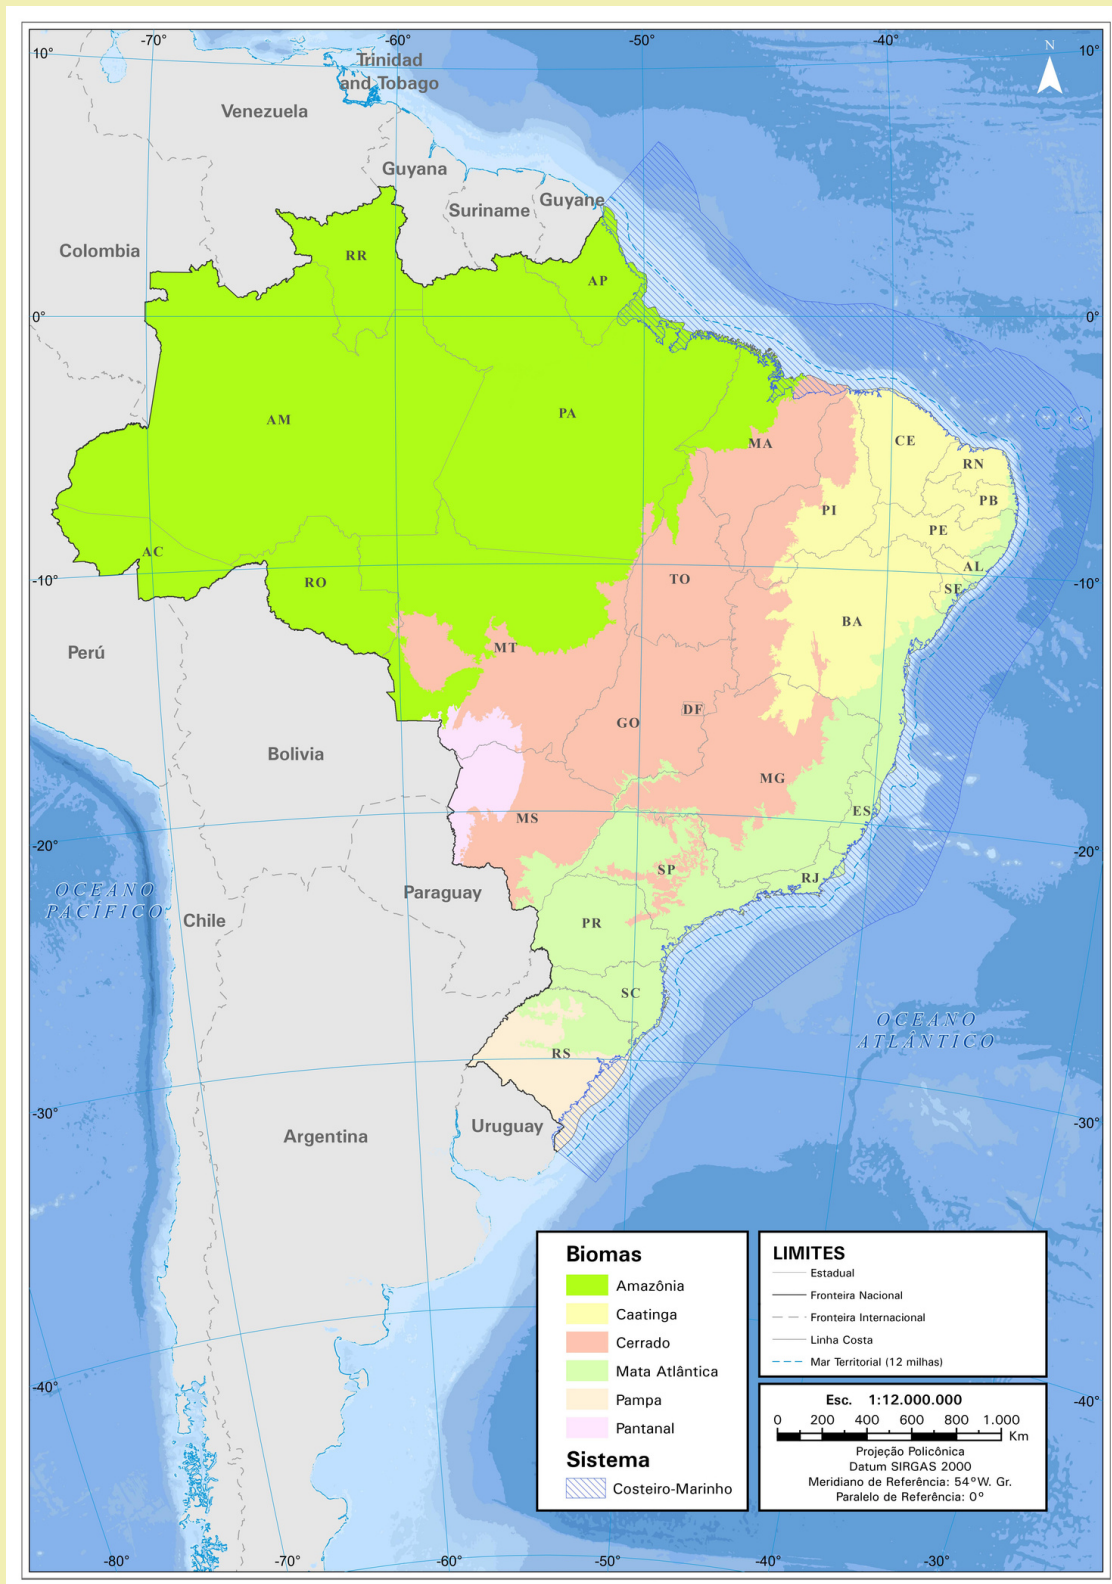 -70°
-60°
-50°
-40°
10°
10°
N
Trinidad
and Tobago
Venezuela
Guyana
Suriname
Guyane
Colombia
RR
AP
0°
0°
AM
PA
MA
CE
RN
PI
PB
PE
AC
AL
-10°
RO
TO
SE
-10°
BA
Perú
MT
GO
DF
Bolivia
MG
MS
ES
-20°
-20°
SP
RJ
OCEANO
PACÍFICO
Paraguay
Chile
PR
SC
OCEANO
ATLÂNTICO
RS
-30°
-30°
Uruguay
Argentina
-40°
-40°
Biomas
Amazônia
Caatinga
Cerrado
Mata Atlântica
Pampa
Pantanal
Sistema
Costeiro-Marinho
LIMITES
Estadual
Fronteira Nacional
Fronteira Internacional
Linha Costa
Mar Territorial (12 milhas)
Esc. 1:12.000.000
0 200 400 600 800 1.000
Km
Projeção Policônica
Datum SIRGAS 2000
Meridiano de Referência: 54°W. Gr.
Paralelo de Referência: 0°
-80°
-70°
-60°
-50°
-40°
-30°